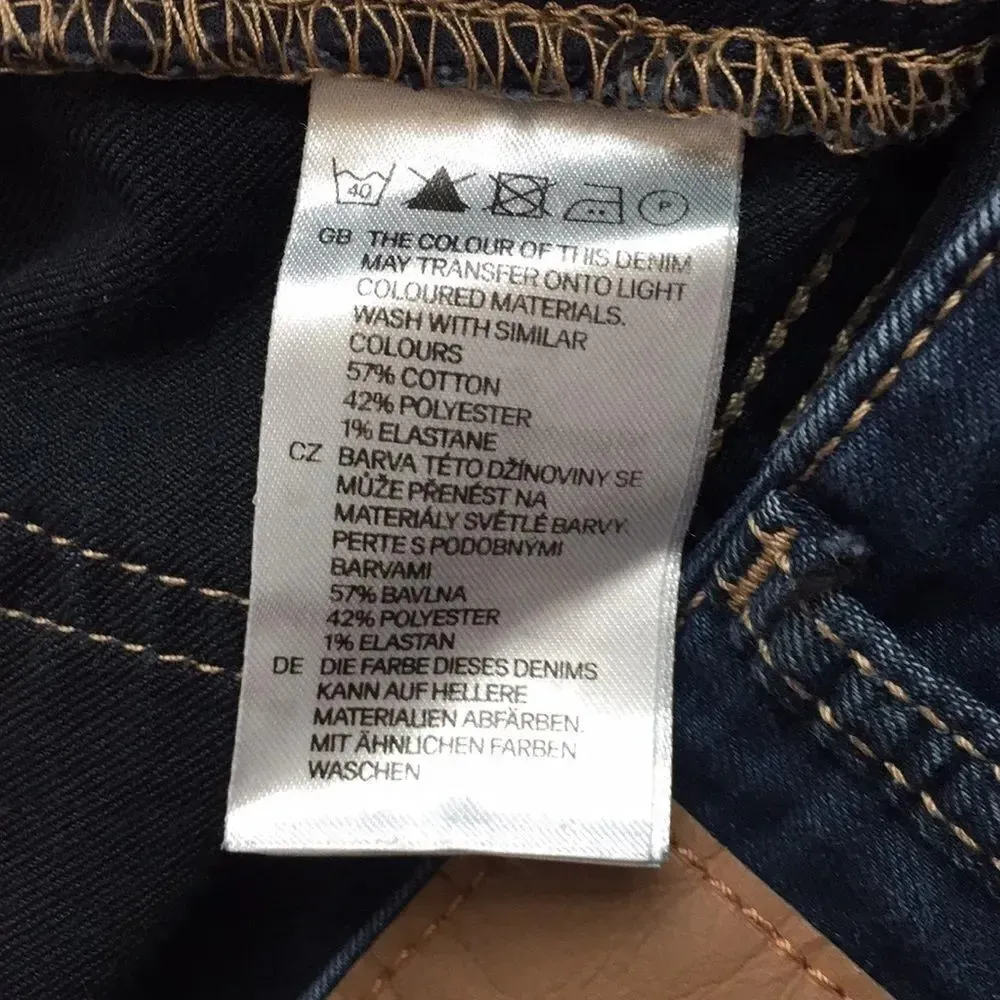 40 P
GB THE COLOUR OF THIS DENIM
MAY TRANSFER ONTO LIGHT
COLOURED MATERIALS.
WASH WITH SIMILAR
COLOURS
57% COTTON
42% POLYESTER
1% ELASTANE
CZ BARVA TÉTO DŽÍNOVINY SE
MŮŽE PŘENÉST NA
MATERIÁLY SVĚTLÉ BARVY.
PERTE S PODOBNÝMI
BARVAMI
57% BAVLNA
42% POLYESTER
1% ELASTAN
DE DIE FARBE DIESES DENIMS
KANN AUF HELLERE
MATERIALIEN ABFÄRBEN.
MIT ÄHNLICHEN FARBEN
WASCHEN